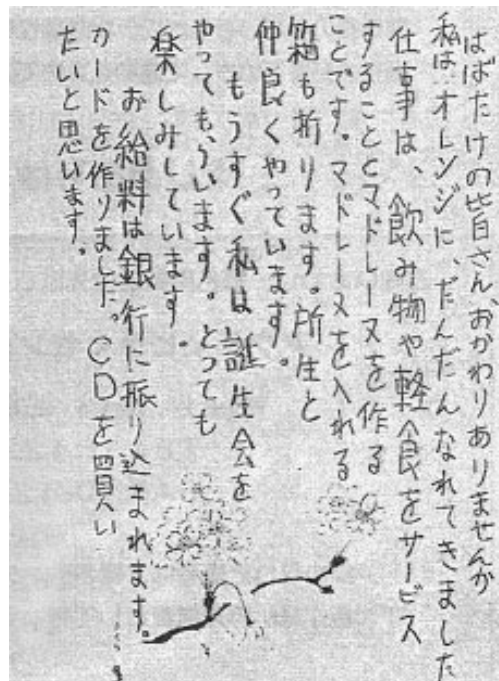 はばたけの皆さん、おかわりありませんか
私は、オレンジに、だんだんなれてきました
仕事は、飲み物や軽食をサービス
することとマドレーヌを作る
ことです。マドレーヌを入れる
箱も折ります。所生と
仲良くやっています。
もうすぐ私は誕生会を
やってもらいます。とっても
楽しみしています。
お給料は銀行に振り込まれます。
カードを作りました。CDを買い
たいと思います。